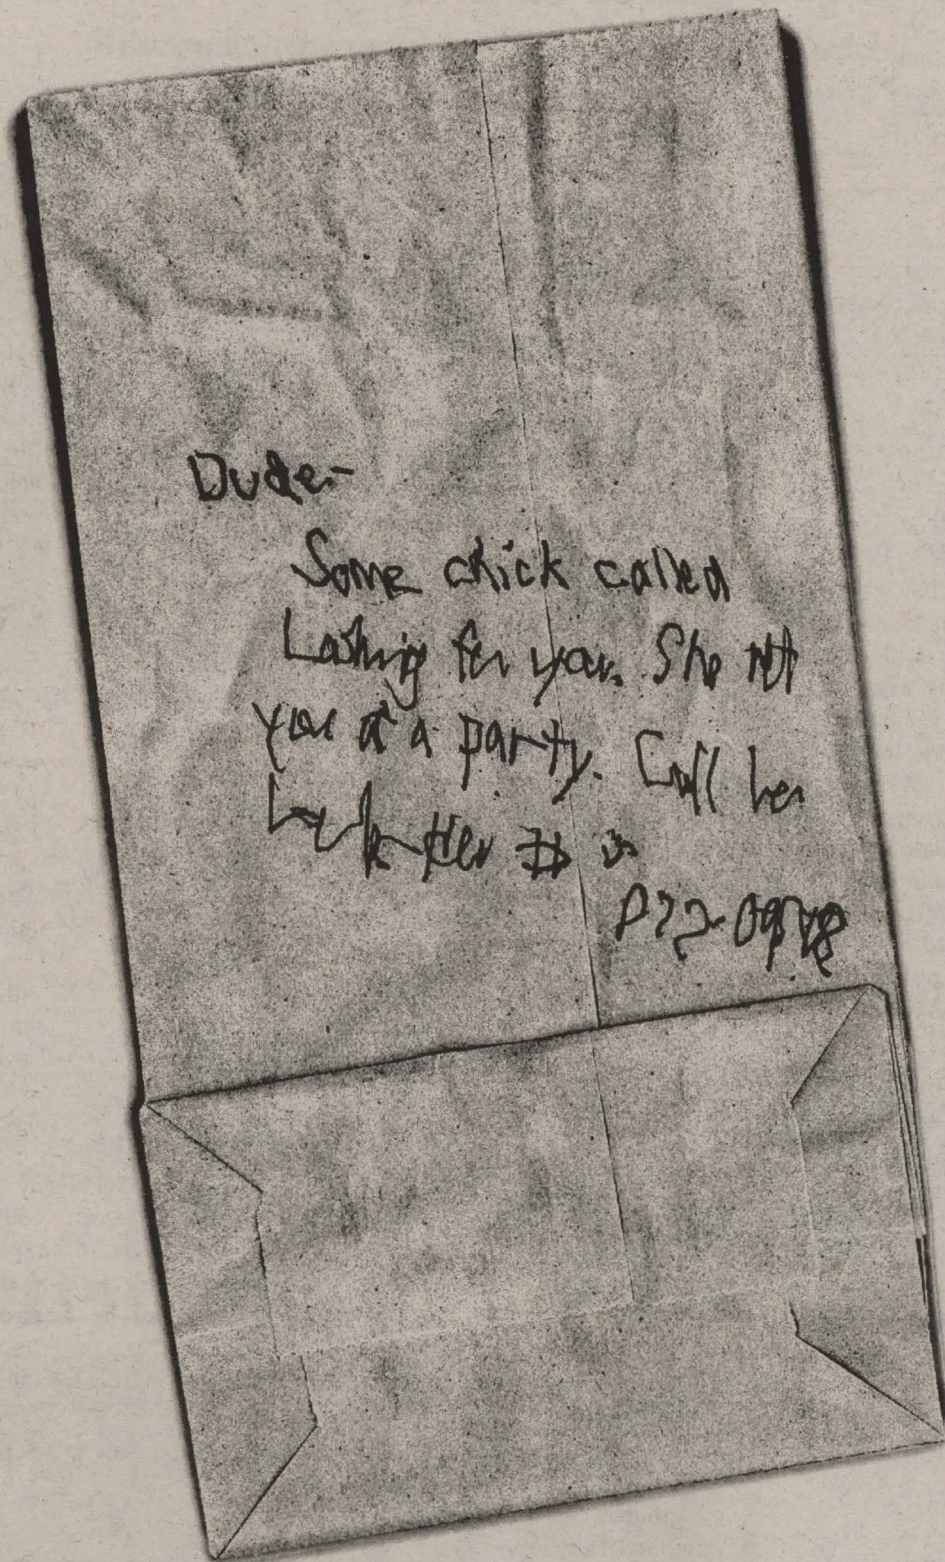 Dude-
Some chick called
Looking for you. She met
you at a party. Call her
back. Her # is